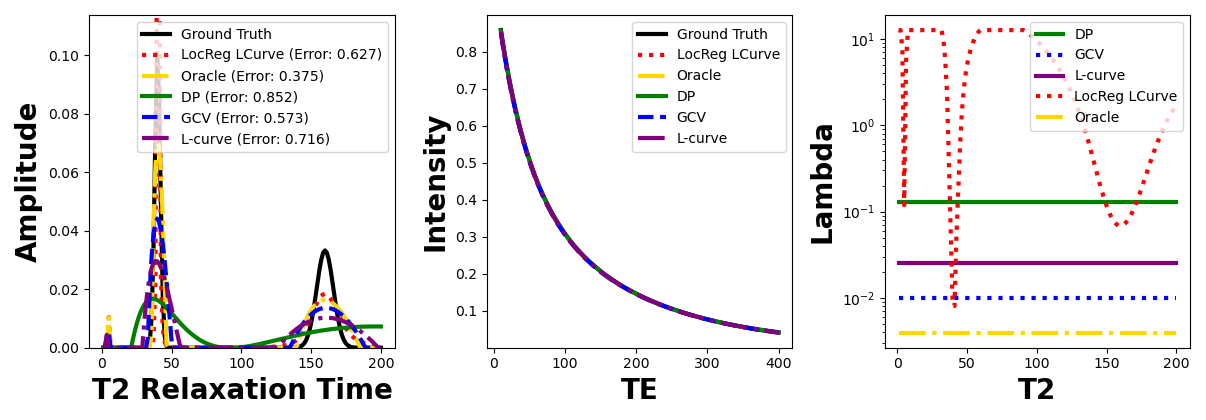 Amplitude
0.10
0.08
0.06
0.04
0.02
0.00
Ground Truth
LocReg LCurve (Error: 0.627)
Oracle (Error: 0.375)
DP (Error: 0.852)
GCV (Error: 0.573)
L-curve (Error: 0.716)
0 50 100 150 200
T2 Relaxation Time
Intensity
0.8
0.7
0.6
0.5
0.4
0.3
0.2
0.1
Ground Truth
LocReg LCurve
Oracle
DP
GCV
L-curve
0 100 200 300 400
TE
Lambda
10¹
10⁰
10⁻¹
10⁻²
DP
GCV
L-curve
LocReg LCurve
Oracle
0 50 100 150 200
T2